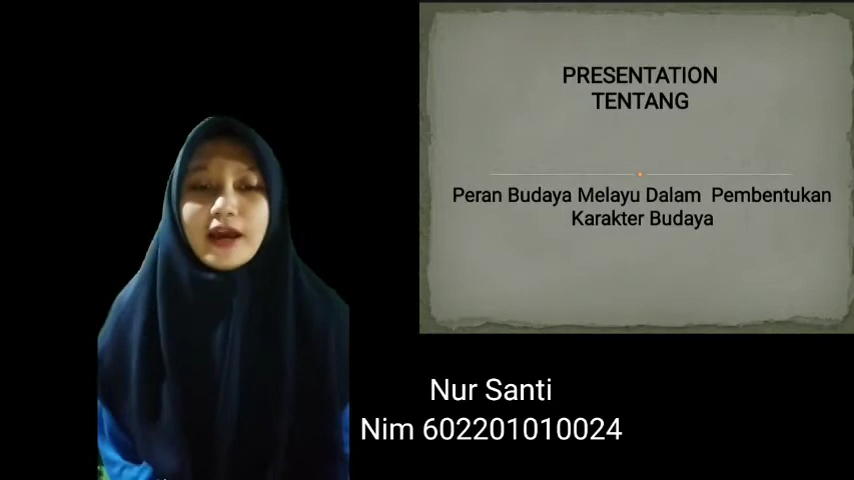 PRESENTATION
TENTANG
Peran Budaya Melayu Dalam Pembentukan
Karakter Budaya
Nur Santi
Nim 602201010024